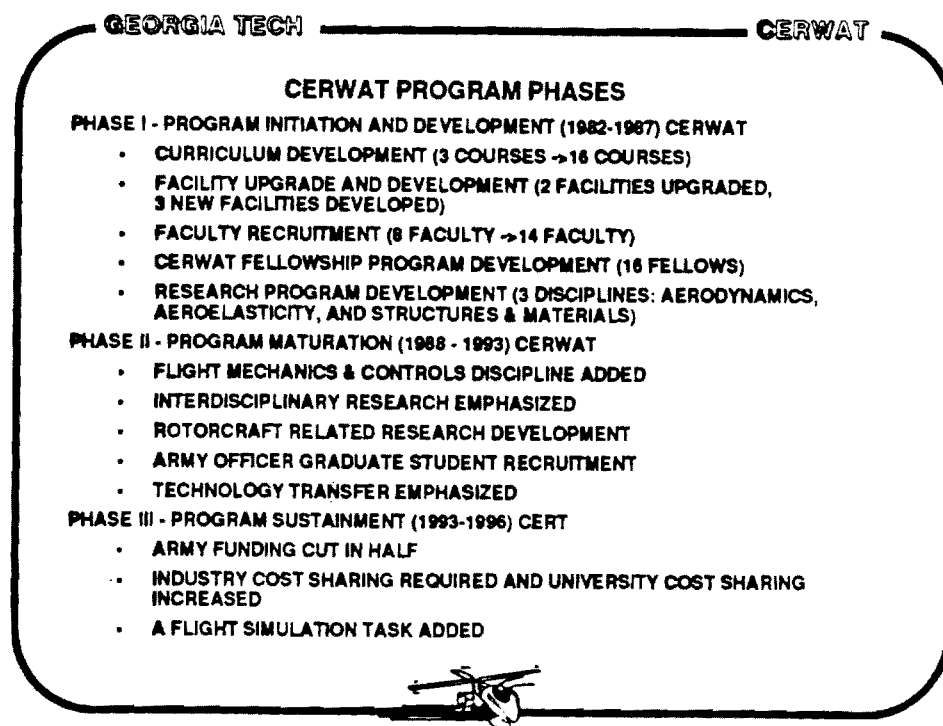 GEORGIA TECH
CERWAT
CERWAT PROGRAM PHASES
PHASE I - PROGRAM INITIATION AND DEVELOPMENT (1982-1987) CERWAT
• CURRICULUM DEVELOPMENT (3 COURSES ->16 COURSES)
• FACILITY UPGRADE AND DEVELOPMENT (2 FACILITIES UPGRADED,
3 NEW FACILITIES DEVELOPED)
• FACULTY RECRUITMENT (8 FACULTY ->14 FACULTY)
• CERWAT FELLOWSHIP PROGRAM DEVELOPMENT (16 FELLOWS)
• RESEARCH PROGRAM DEVELOPMENT (3 DISCIPLINES: AERODYNAMICS,
AEROELASTICITY, AND STRUCTURES & MATERIALS)
PHASE II - PROGRAM MATURATION (1988 - 1993) CERWAT
• FLIGHT MECHANICS & CONTROLS DISCIPLINE ADDED
• INTERDISCIPLINARY RESEARCH EMPHASIZED
• ROTORCRAFT RELATED RESEARCH DEVELOPMENT
• ARMY OFFICER GRADUATE STUDENT RECRUITMENT
• TECHNOLOGY TRANSFER EMPHASIZED
PHASE III - PROGRAM SUSTAINMENT (1993-1996) CERT
• ARMY FUNDING CUT IN HALF
• INDUSTRY COST SHARING REQUIRED AND UNIVERSITY COST SHARING
INCREASED
• A FLIGHT SIMULATION TASK ADDED